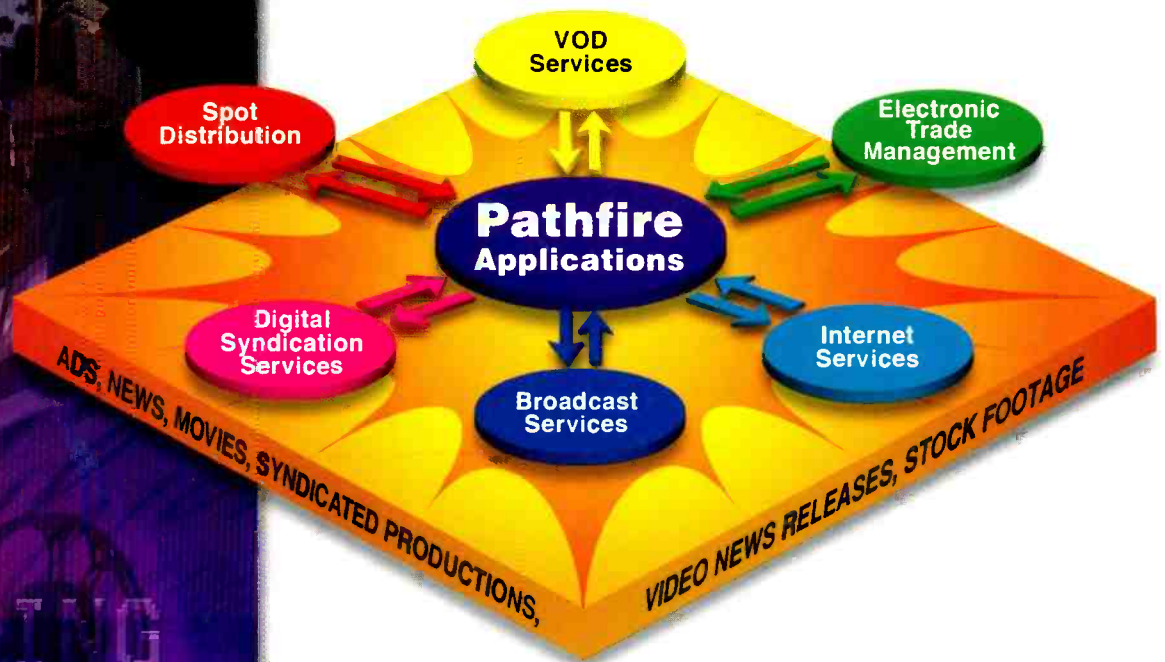 VOD
Services
Spot
Distribution
Electronic
Trade
Management
Pathfire
Applications
Digital
Syndication
Services
Internet
Services
Broadcast
Services
ADS, NEWS, MOVIES, SYNDICATED PRODUCTIONS,
VIDEO NEWS RELEASES, STOCK FOOTAGE
ING